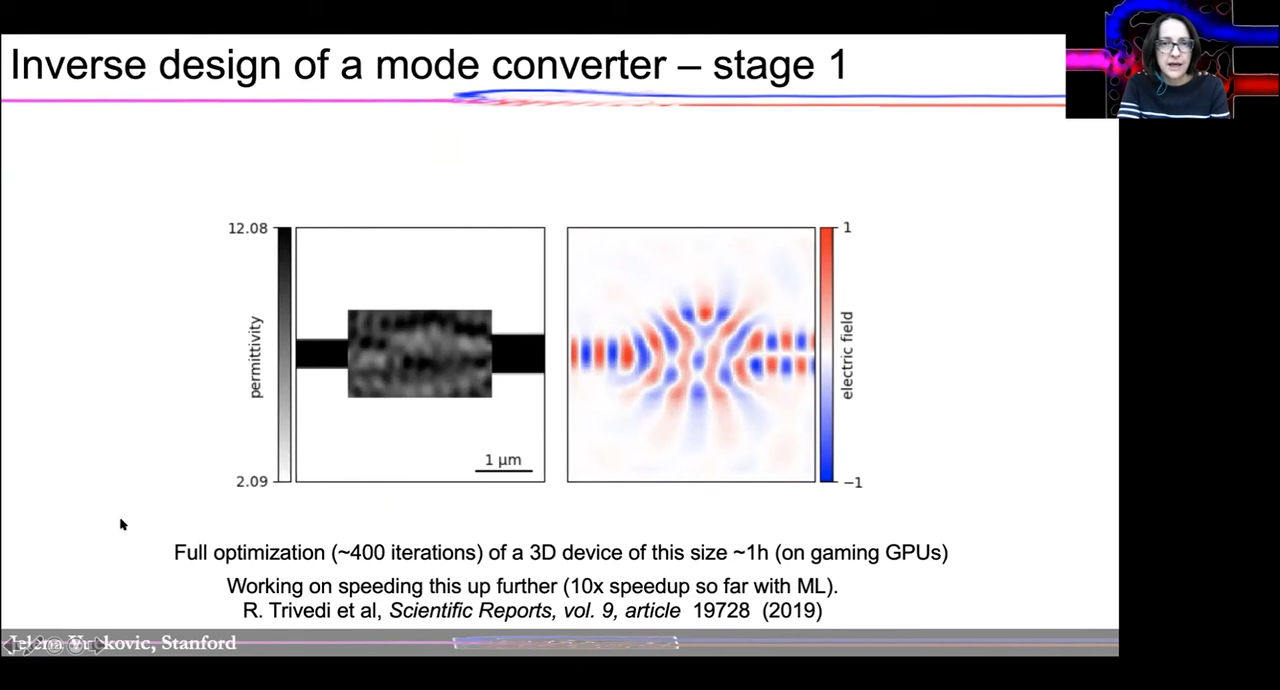 Inverse design of a mode converter – stage 1
12.08
permittivity
2.09
1 μm
1
electric field
−1
Full optimization (~400 iterations) of a 3D device of this size ~1h (on gaming GPUs)
Working on speeding this up further (10x speedup so far with ML).
R. Trivedi et al, Scientific Reports, vol. 9, article 19728 (2019)
Stanford